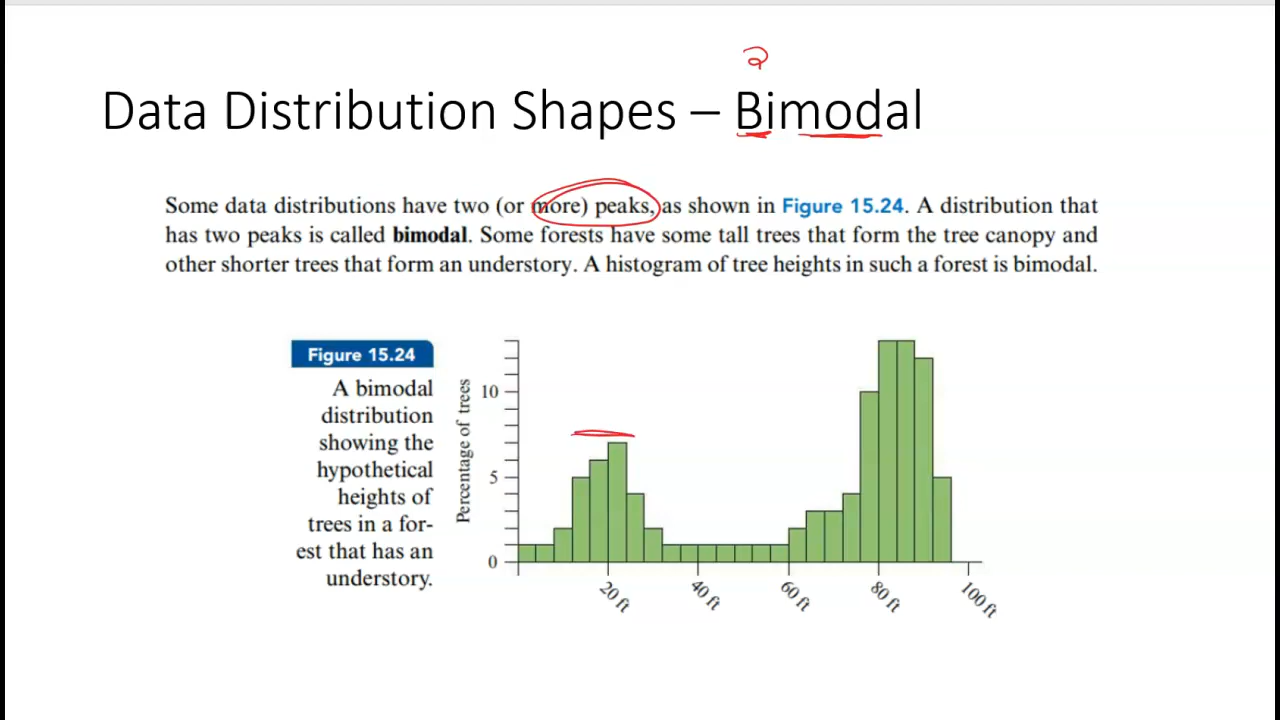 2
Data Distribution Shapes – Bimodal
Some data distributions have two (or more) peaks, as shown in Figure 15.24. A distribution that
has two peaks is called bimodal. Some forests have some tall trees that form the tree canopy and
other shorter trees that form an understory. A histogram of tree heights in such a forest is bimodal.
Figure 15.24
A bimodal
distribution
showing the
hypothetical
heights of
trees in a for-
est that has an
understory.
Percentage of trees
10
5
0
20 ft
40 ft
60 ft
80 ft
100 ft